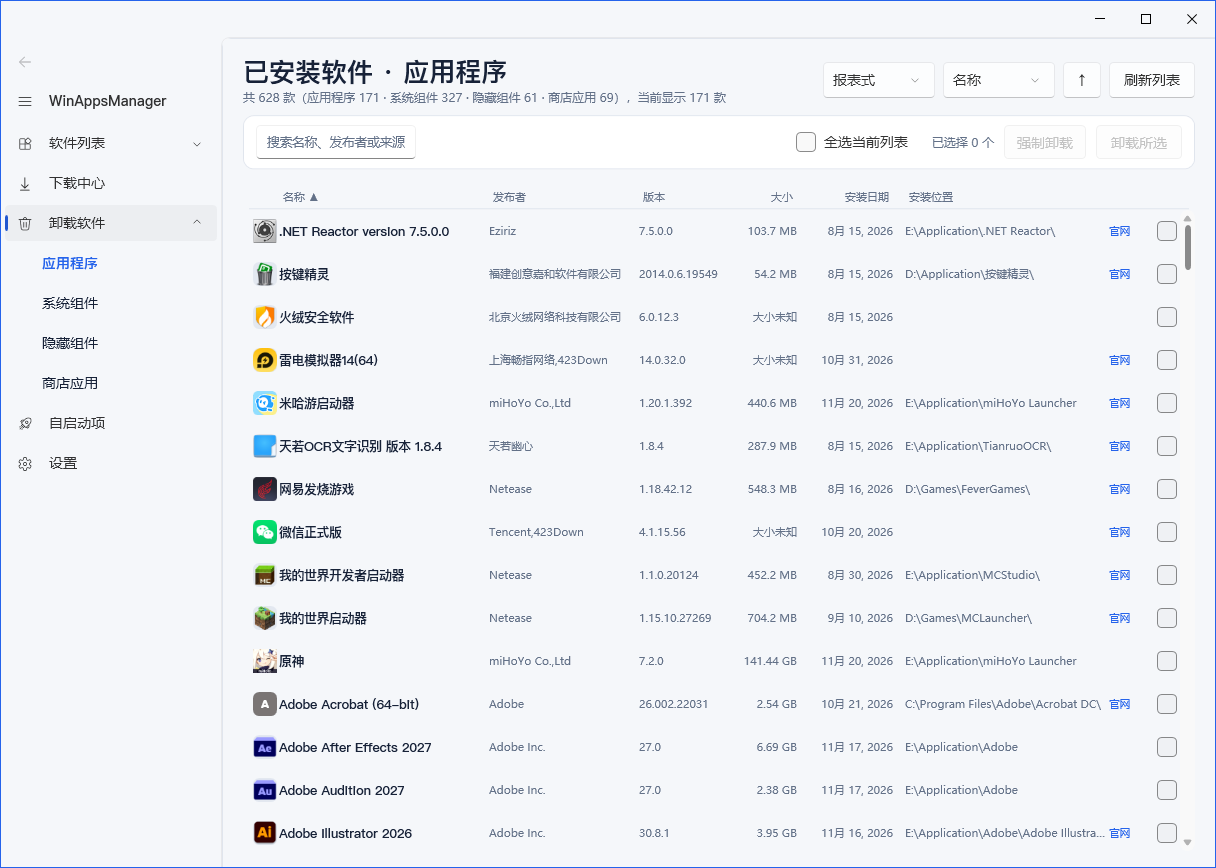 WinAppsManager
软件列表
下载中心
卸载软件
应用程序
系统组件
隐藏组件
商店应用
自启动项
设置
已安装软件 · 应用程序
共 628 款（应用程序 171 · 系统组件 327 · 隐藏组件 61 · 商店应用 69），当前显示 171 款
报表式
名称
↑
刷新列表
搜索名称、发布者或来源
全选当前列表
已选择 0 个
强制卸载
卸载所选
名称 ▲ 发布者 版本 大小 安装日期 安装位置
.NET Reactor version 7.5.0.0 Eziriz 7.5.0.0 103.7 MB 8月 15, 2026 E:\Application\.NET Reactor\ 官网
按键精灵 福建创意嘉和软件有限公司 2014.0.6.19549 54.2 MB 8月 15, 2026 D:\Application\按键精灵\ 官网
火绒安全软件 北京火绒网络科技有限公司 6.0.12.3 大小未知 8月 15, 2026
雷电模拟器14(64) 上海畅指网络,423Down 14.0.32.0 大小未知 10月 31, 2026 官网
米哈游启动器 miHoYo Co.,Ltd 1.20.1.392 440.6 MB 11月 20, 2026 E:\Application\miHoYo Launcher 官网
天若OCR文字识别 版本 1.8.4 天若幽心 1.8.4 287.9 MB 8月 15, 2026 E:\Application\TianruoOCR\ 官网
网易发烧游戏 Netease 1.18.42.12 548.3 MB 8月 16, 2026 D:\Games\FeverGames\ 官网
微信正式版 Tencent,423Down 4.1.15.56 大小未知 10月 20, 2026 官网
HC 我的世界开发者启动器 Netease 1.1.0.20124 452.2 MB 8月 30, 2026 E:\Application\MCStudio\ 官网
我的世界启动器 Netease 1.15.10.27269 704.2 MB 9月 10, 2026 D:\Games\MCLauncher\ 官网
原神 miHoYo Co.,Ltd 7.2.0 141.44 GB 11月 20, 2026 E:\Application\miHoYo Launcher
A Adobe Acrobat (64-bit) Adobe 26.002.22031 2.54 GB 10月 21, 2026 C:\Program Files\Adobe\Acrobat DC\ 官网
Ae Adobe After Effects 2027 Adobe Inc. 27.0 6.69 GB 11月 17, 2026 E:\Application\Adobe
Au Adobe Audition 2027 Adobe Inc. 27.0 2.38 GB 11月 17, 2026 E:\Application\Adobe
Ai Adobe Illustrator 2026 Adobe Inc. 30.8.1 3.95 GB 11月 16, 2026 E:\Application\Adobe\Adobe Illustra... 官网